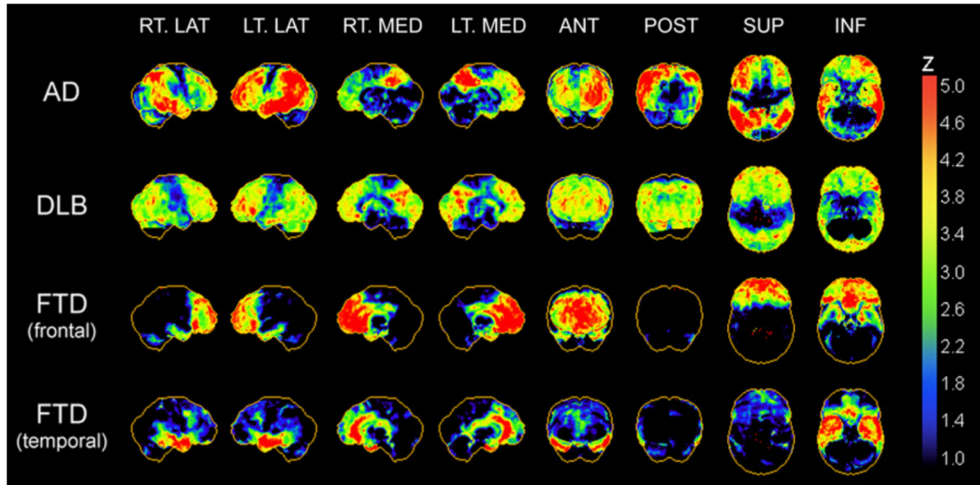 RT. LAT LT. LAT RT. MED LT. MED ANT POST SUP INF
Z
AD
DLB
FTD
(frontal)
FTD
(temporal)
5.0
4.6
4.2
3.8
3.4
3.0
2.6
2.2
1.8
1.4
1.0